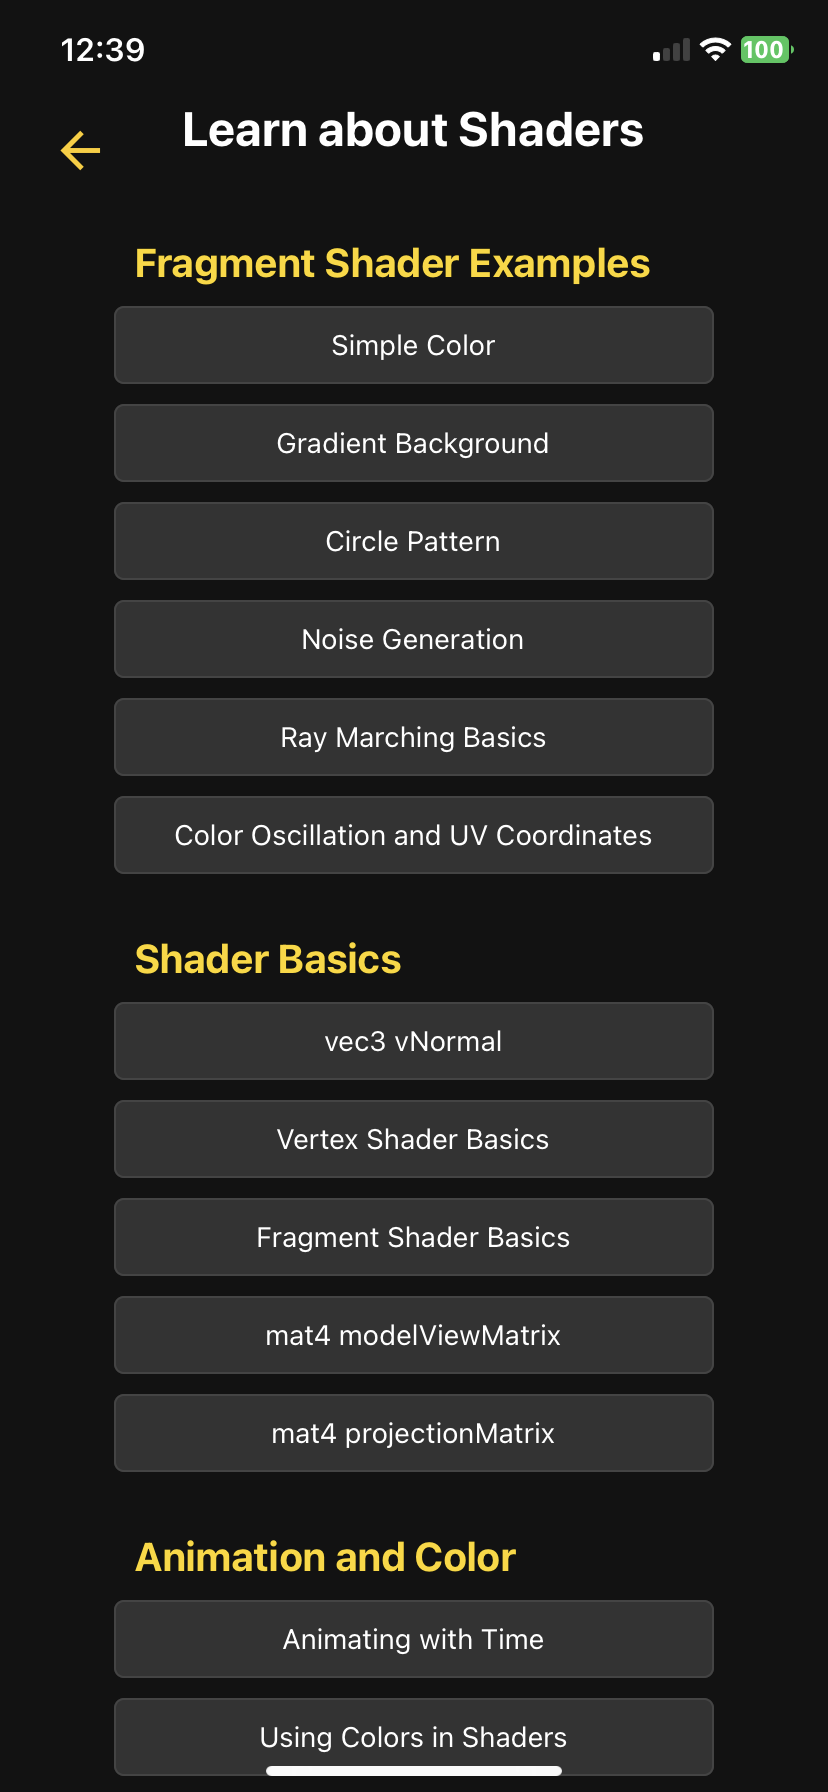 12:39
100
Learn about Shaders
Fragment Shader Examples
Simple Color
Gradient Background
Circle Pattern
Noise Generation
Ray Marching Basics
Color Oscillation and UV Coordinates
Shader Basics
vec3 vNormal
Vertex Shader Basics
Fragment Shader Basics
mat4 modelViewMatrix
mat4 projectionMatrix
Animation and Color
Animating with Time
Using Colors in Shaders